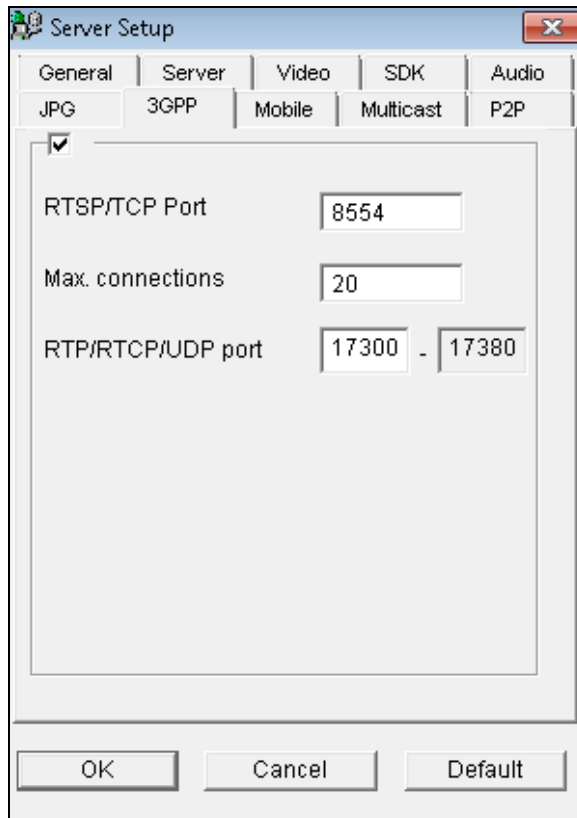 Server Setup
General Server Video SDK Audio
JPG 3GPP Mobile Multicast P2P
RTSP/TCP Port 8554
Max. connections 20
RTP/RTCP/UDP port 17300 - 17380
OK Cancel Default